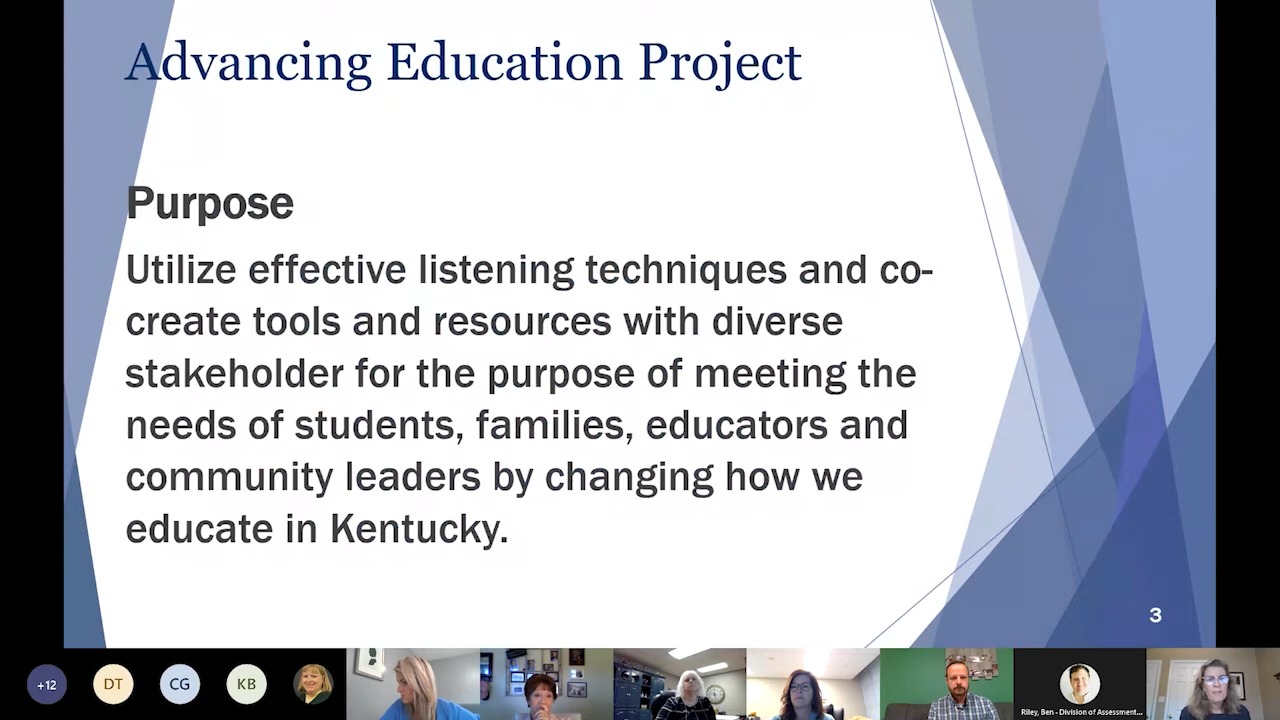 Advancing Education Project
Purpose
Utilize effective listening techniques and co-
create tools and resources with diverse
stakeholder for the purpose of meeting the
needs of students, families, educators and
community leaders by changing how we
educate in Kentucky.
3
+12
DT
CG
KB
Riley, Ben - Division of Assessment...